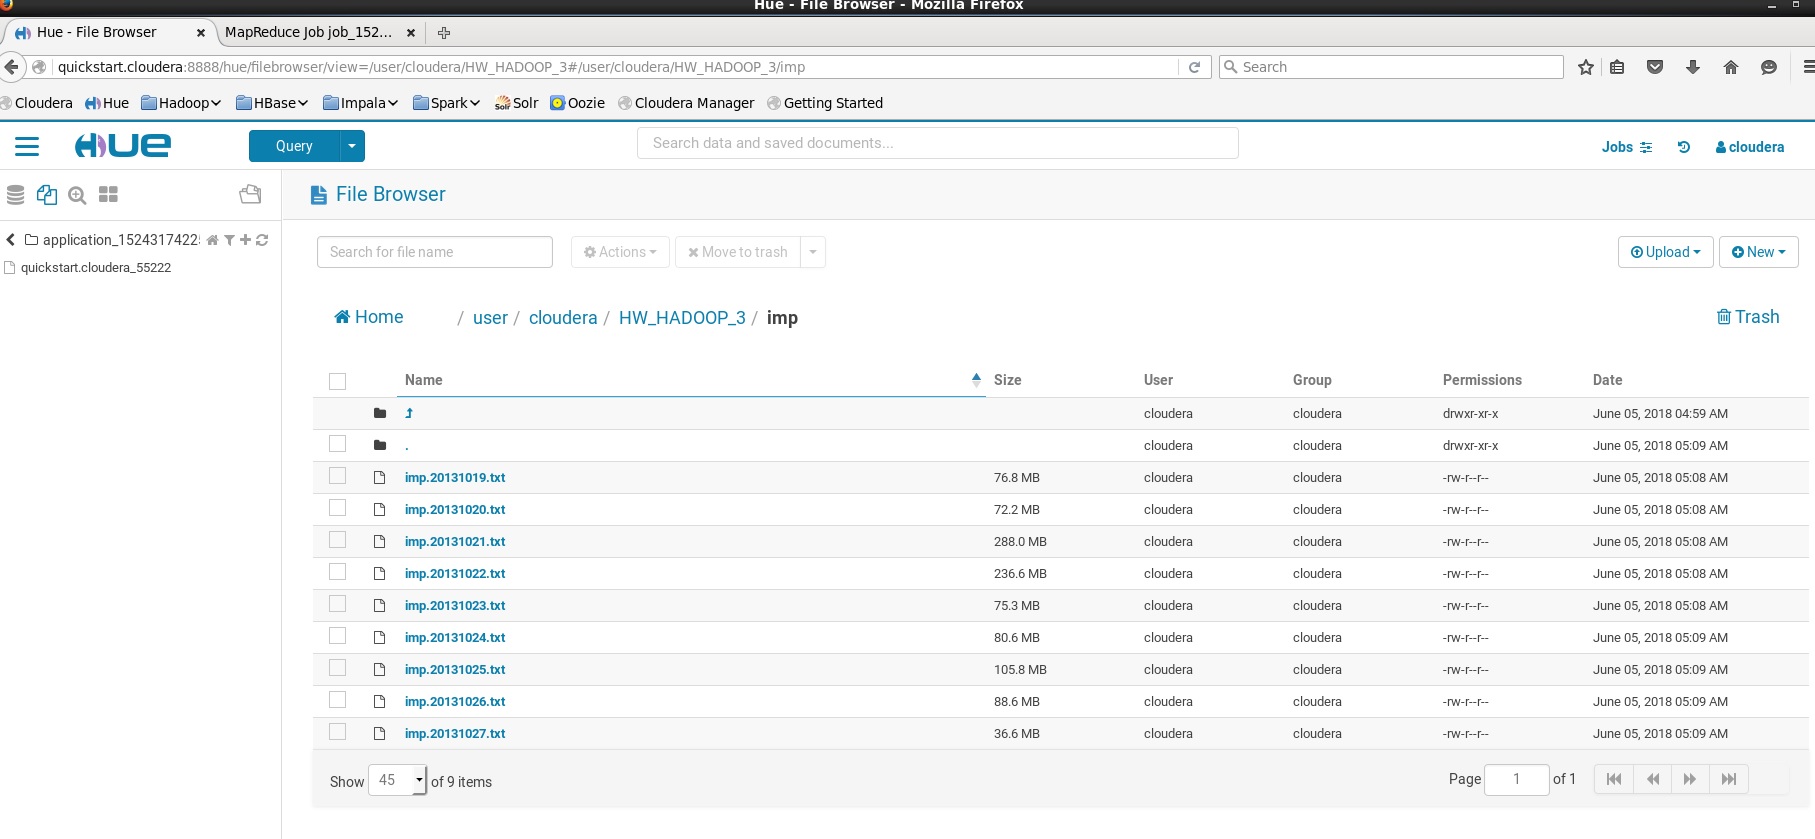 Hue - File Browser - Mozilla Firefox
Hue - File Browser
MapReduce Job job_152...
quickstart.cloudera:8888/hue/filebrowser/view=/user/cloudera/HW_HADOOP_3#/user/cloudera/HW_HADOOP_3/imp
Search
Cloudera Hue Hadoop HBase Impala Spark Solr Oozie Cloudera Manager Getting Started
HUE
Query
Search data and saved documents...
Jobs
cloudera
File Browser
application_1524317422
quickstart.cloudera_55222
Search for file name
Actions
Move to trash
Upload
New
Home / user / cloudera / HW_HADOOP_3 / imp
Trash
Name Size User Group Permissions Date
cloudera cloudera drwxr-xr-x June 05, 2018 04:59 AM
. cloudera cloudera drwxr-xr-x June 05, 2018 05:09 AM
imp.20131019.txt 76.8 MB cloudera cloudera -rw-r--r-- June 05, 2018 05:08 AM
imp.20131020.txt 72.2 MB cloudera cloudera -rw-r--r-- June 05, 2018 05:08 AM
imp.20131021.txt 288.0 MB cloudera cloudera -rw-r--r-- June 05, 2018 05:08 AM
imp.20131022.txt 236.6 MB cloudera cloudera -rw-r--r-- June 05, 2018 05:08 AM
imp.20131023.txt 75.3 MB cloudera cloudera -rw-r--r-- June 05, 2018 05:08 AM
imp.20131024.txt 80.6 MB cloudera cloudera -rw-r--r-- June 05, 2018 05:09 AM
imp.20131025.txt 105.8 MB cloudera cloudera -rw-r--r-- June 05, 2018 05:09 AM
imp.20131026.txt 88.6 MB cloudera cloudera -rw-r--r-- June 05, 2018 05:09 AM
imp.20131027.txt 36.6 MB cloudera cloudera -rw-r--r-- June 05, 2018 05:09 AM
Show 45 of 9 items
Page 1 of 1